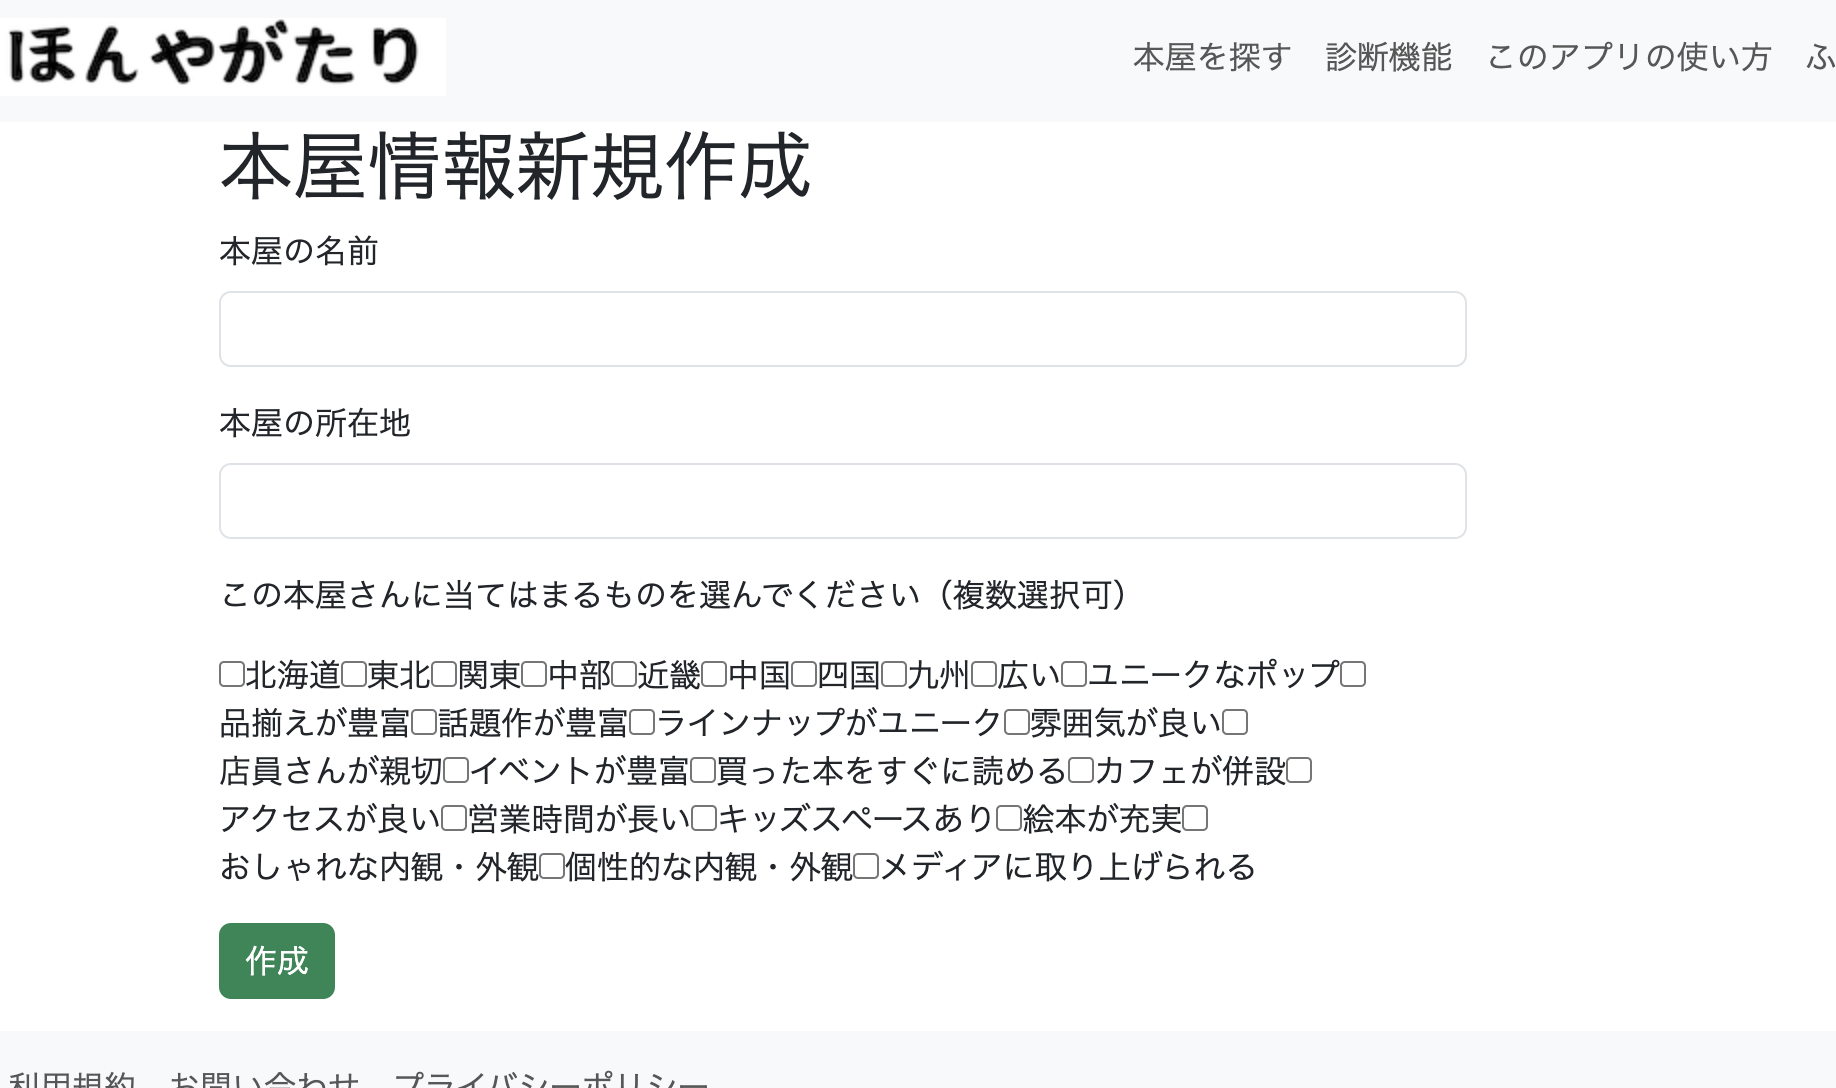 ほんやがたり
本屋を探す 診断機能 このアプリの使い方 ふ
本屋情報新規作成
本屋の名前
本屋の所在地
この本屋さんに当てはまるものを選んでください（複数選択可）
北海道 東北 関東 中部 近畿 中国 四国 九州 広い ユニークなポップ
品揃えが豊富 話題作が豊富 ラインナップがユニーク 雰囲気が良い
店員さんが親切 イベントが豊富 買った本をすぐに読める カフェが併設
アクセスが良い 営業時間が長い キッズスペースあり 絵本が充実
おしゃれな内観・外観 個性的な内観・外観 メディアに取り上げられる
作成
利用規約 お問い合わせ プライバシーポリシー